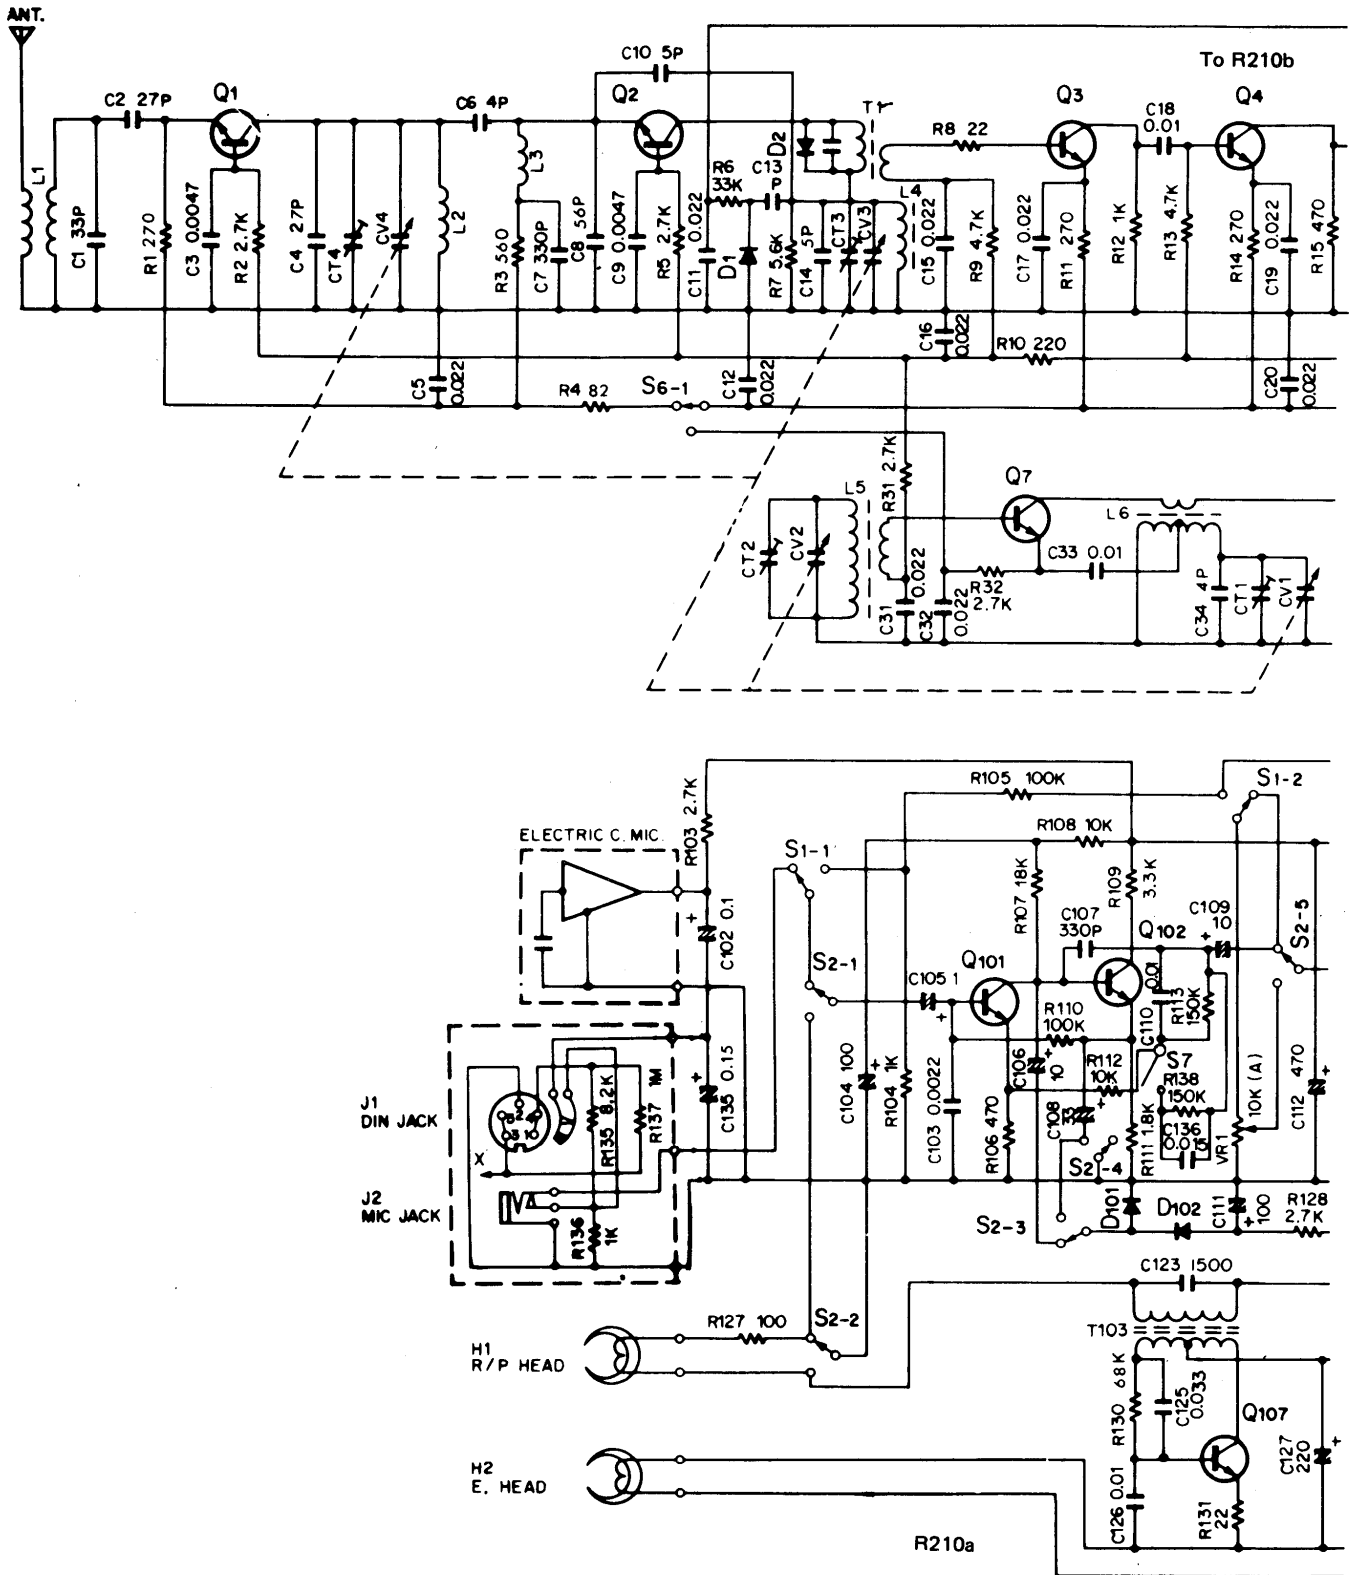 ANT.
To R210b
C10 5P
C2 27P
Q1
C6 4P
Q2
T1
Q3
C18
0.01
Q4
D2
R8 22
L1
C1 33P
R1 270
C3 0.0047
R2 2.7K
C4 27P
CT4
CV4
L2
L3
R3 560
C7 330P
C8 56P
C9 0.0047
R5 2.7K
C11 0.022
R6
33K
C13
P
D1
R7 5.6K
C14 5P
CT3
CV3
L4
C15 0.022
R9 4.7K
C17 0.022
R11 270
R12 1K
R13 4.7K
R14 270
C19 0.022
R15 470
C16
0.022
R10 220
C5
0.022
R4 82
S6-1
C12
0.022
C20
0.022
R31 2.7K
L5
Q7
L6
CT2
CV2
C33 0.01
0.022
C31
R32
2.7K
C32
0.022
C34 4P
CT1
CV1
R105 100K
S1-2
R103 2.7K
ELECTRIC C. MIC.
R108 10K
S1-1
R107 18K
R109
3.3K
C107
330P
C109
10
+
C102 0.1
+
Q102
S2-5
S2-1
Q101
C105 1
+
0.01
C110
R113
150K
R110
100K
C135 0.15
+
C104 100
+
R104 1K
C103 0.0022
C106
10
+
R112
10K
S7
R138
150K
10K (A)
VR1
C112 470
+
J1
DIN JACK
5 2 4
3 1
R135 8.2K
R137 1M
R106 470
C108
33
+
R111 1.8K
C136
0.015
X
S2-4
J2
MIC JACK
R136
1K
S2-3
D101
D102
C111
100
+
R128
2.7K
C123 1500
T103
H1
R/P HEAD
R127 100
S2-2
R130 68K
C125
0.033
Q107
C127
220
+
H2
E. HEAD
C126 0.01
R131
22
R210a